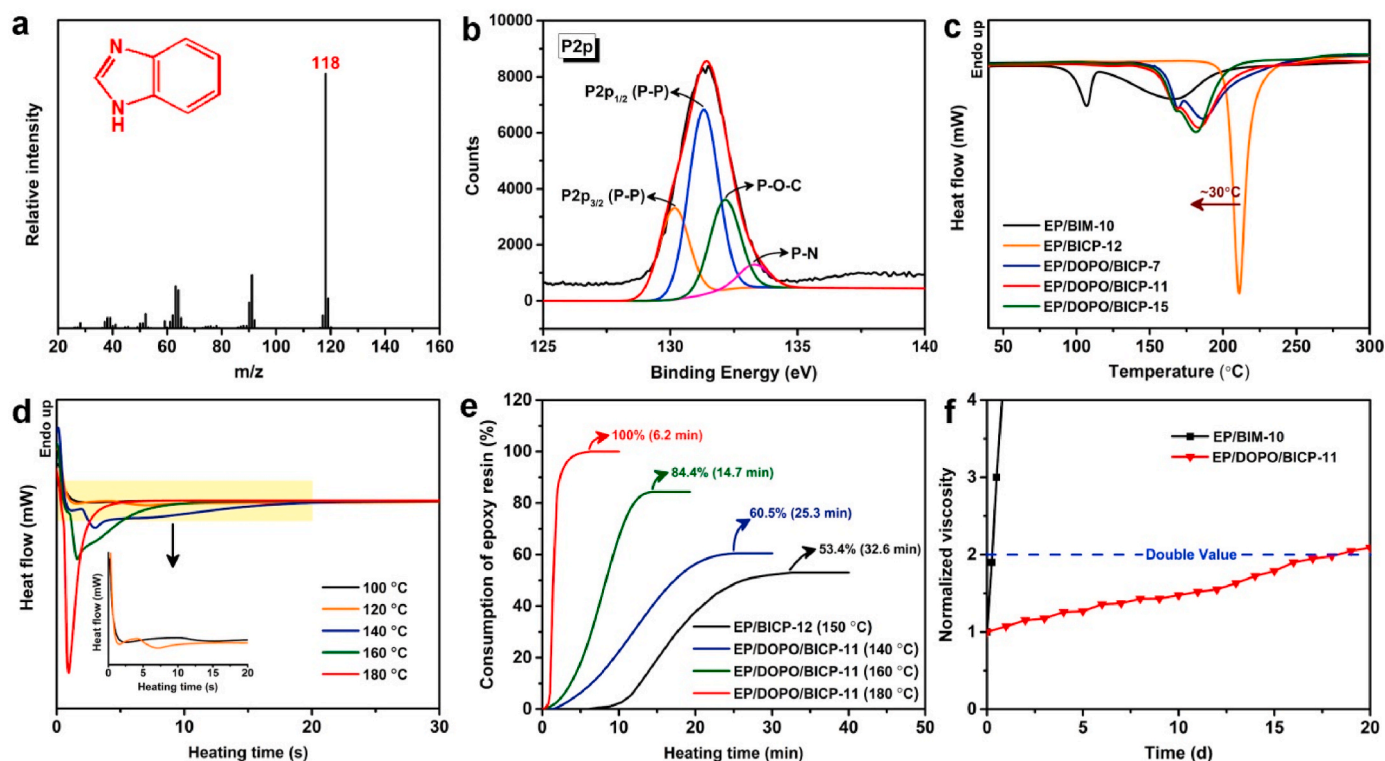 a
N
N
H
118
Relative intensity
20 40 60 80 100 120 140 160
m/z
b
P2p
10000
8000
6000
4000
2000
0
P2p1/2 (P-P)
P2p3/2 (P-P)
P-O-C
P-N
Counts
125 130 135 140
Binding Energy (eV)
c
Endo up
Heat flow (mW)
~30°C
EP/BIM-10
EP/BICP-12
EP/DOPO/BICP-7
EP/DOPO/BICP-11
EP/DOPO/BICP-15
50 100 150 200 250 300
Temperature (°C)
d
Endo up
Heat flow (mW)
100 °C
120 °C
140 °C
160 °C
180 °C
Heat flow (mW)
0 5 10 15 20
Heating time (s)
0 10 20 30
Heating time (s)
e
Consumption of epoxy resin (%)
120
100
80
60
40
20
0
100% (6.2 min)
84.4% (14.7 min)
60.5% (25.3 min)
53.4% (32.6 min)
EP/BICP-12 (150 °C)
EP/DOPO/BICP-11 (140 °C)
EP/DOPO/BICP-11 (160 °C)
EP/DOPO/BICP-11 (180 °C)
0 10 20 30 40 50
Heating time (min)
f
Normalized viscosity
4
3
2
1
0
EP/BIM-10
EP/DOPO/BICP-11
Double Value
0 5 10 15 20
Time (d)